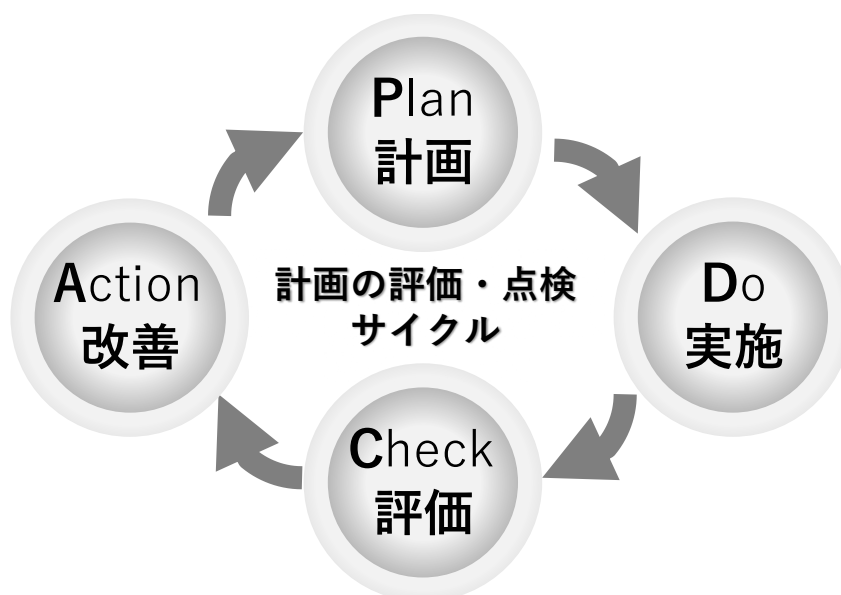 Plan
計画
Do
実施
Check
評価
Action
改善
計画の評価・点検
サイクル